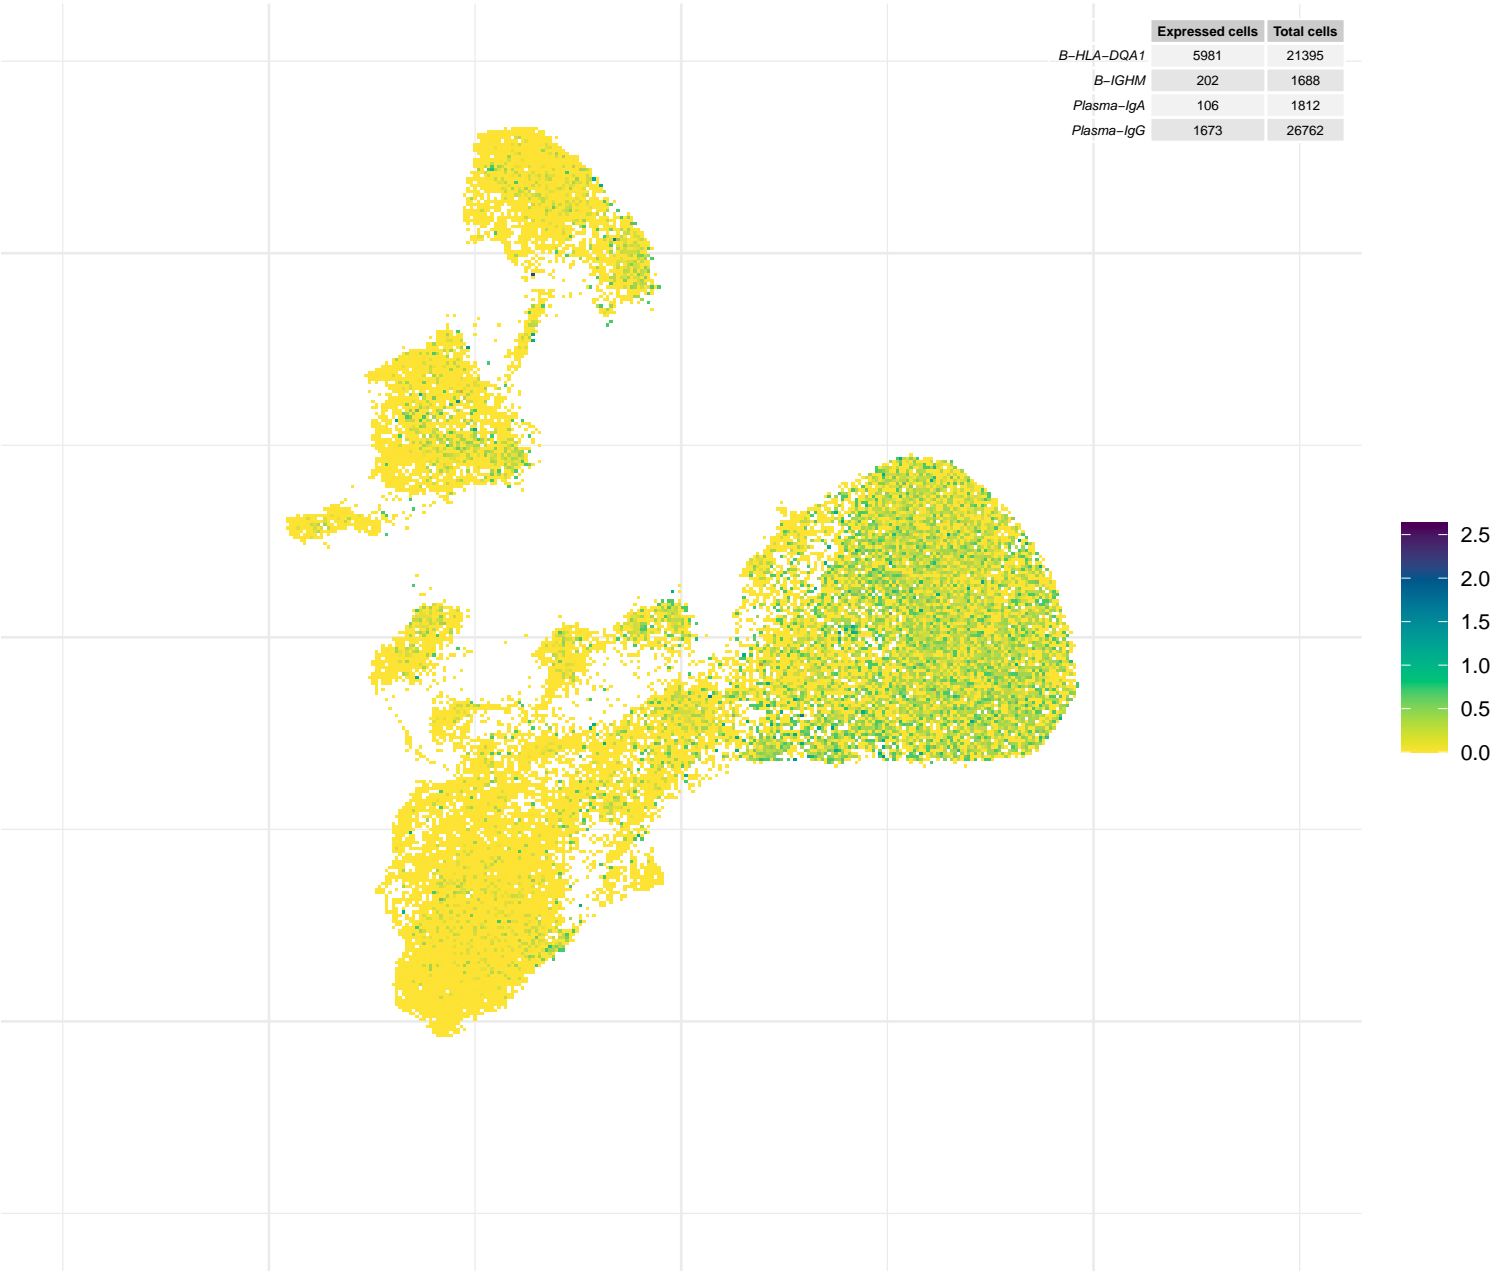 Expressed cells Total cells
B−HLA−DQA1 5981 21395
B−IGHM 202 1688
Plasma−IgA 106 1812
Plasma−IgG 1673 26762
2.5
2.0
1.5
1.0
0.5
0.0